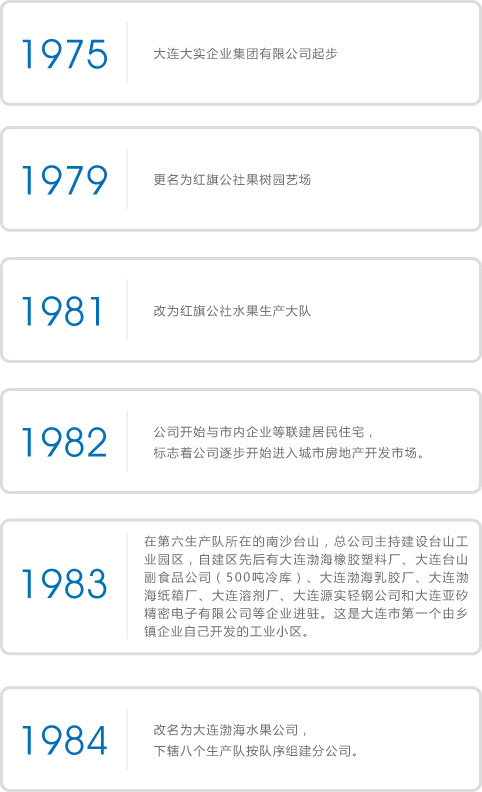 1975
大连大实企业集团有限公司起步
1979
更名为红旗公社果树园艺场
1981
改为红旗公社水果生产大队
1982
公司开始与市内企业等联建居民住宅，
标志着公司逐步开始进入城市房地产开发市场。
1983
在第六生产队所在的南沙台山，总公司主持建设台山工
业园区，自建区先后有大连渤海橡胶塑料厂、大连台山
副食品公司（500吨冷库）、大连渤海乳胶厂、大连渤
海纸箱厂、大连溶剂厂、大连源实轻钢公司和大连亚矽
精密电子有限公司等企业进驻。这是大连市第一个由乡
镇企业自己开发的工业小区。
1984
改名为大连渤海水果公司，
下辖八个生产队按队序组建分公司。